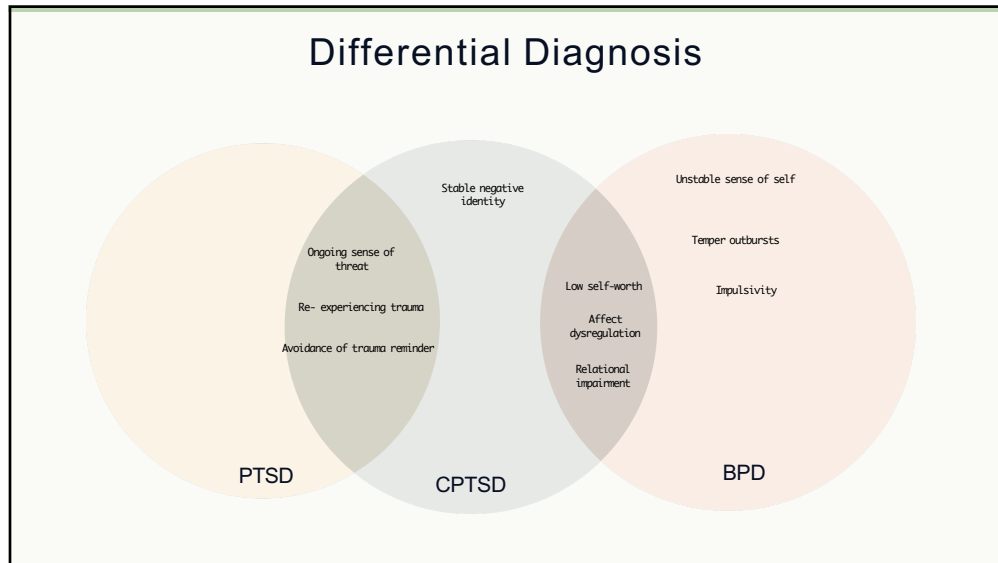 Differential Diagnosis
Ongoing sense of
threat
Re- experiencing trauma
Avoidance of trauma reminder
PTSD
Stable negative
identity
CPTSD
Low self-worth
Affect
dysregulation
Relational
impairment
Unstable sense of self
Temper outbursts
Impulsivity
BPD